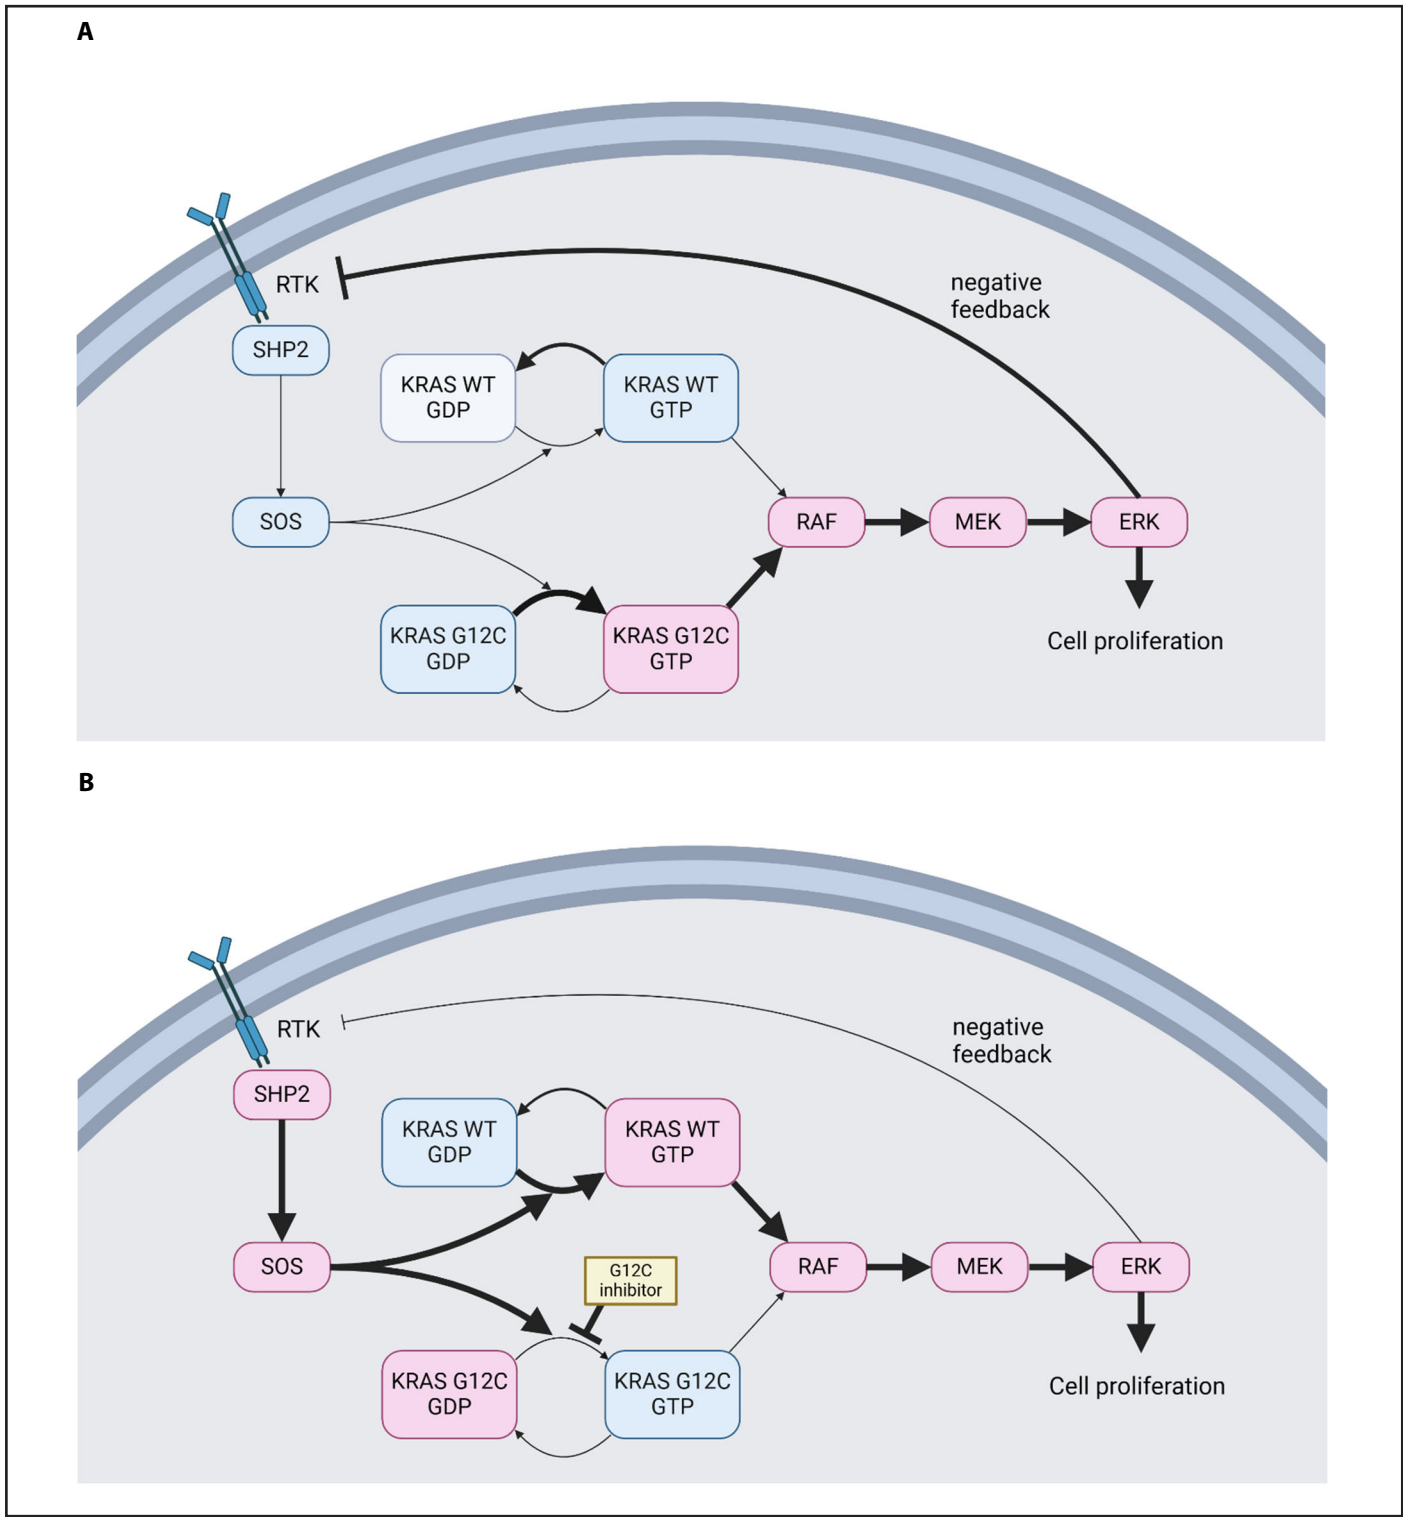 A
RTK
negative
feedback
SHP2
KRAS WT
GDP
KRAS WT
GTP
SOS
RAF
MEK
ERK
KRAS G12C
GDP
KRAS G12C
GTP
Cell proliferation
B
RTK
negative
feedback
SHP2
KRAS WT
GDP
KRAS WT
GTP
SOS
G12C
inhibitor
RAF
MEK
ERK
KRAS G12C
GDP
KRAS G12C
GTP
Cell proliferation